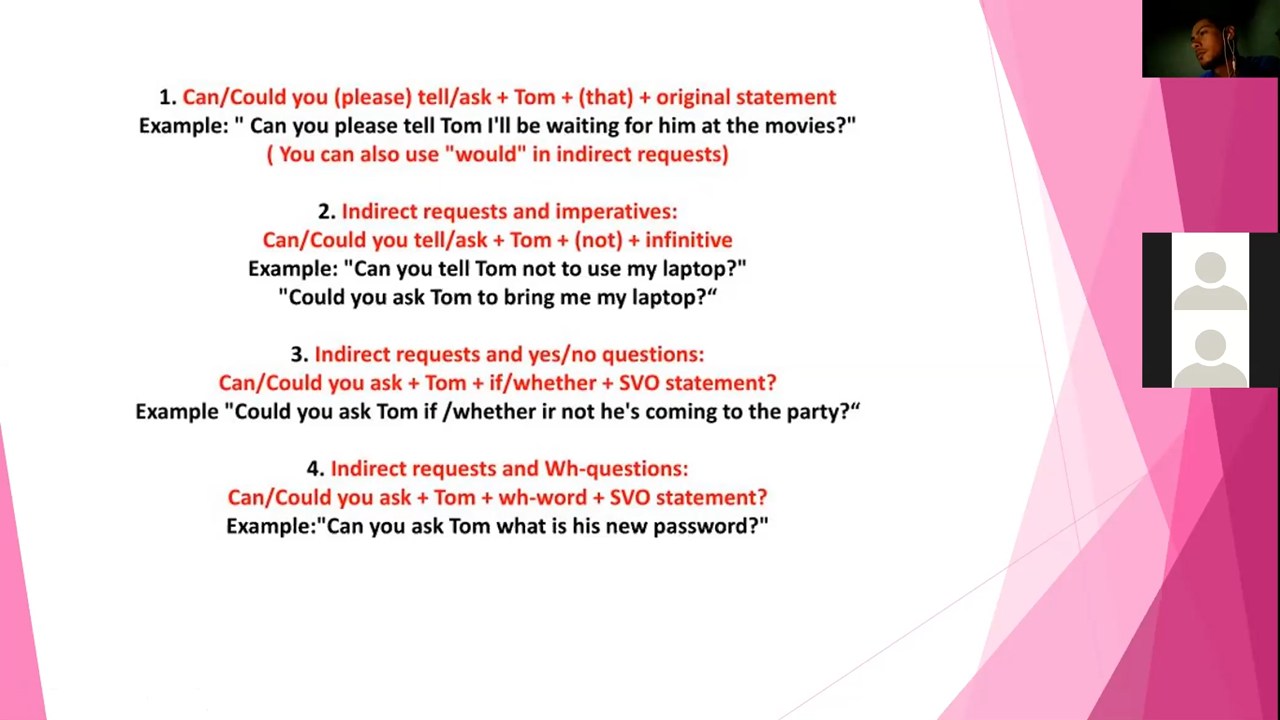 1. Can/Could you (please) tell/ask + Tom + (that) + original statement
Example: " Can you please tell Tom I'll be waiting for him at the movies?"
( You can also use "would" in indirect requests)
2. Indirect requests and imperatives:
Can/Could you tell/ask + Tom + (not) + infinitive
Example: "Can you tell Tom not to use my laptop?"
"Could you ask Tom to bring me my laptop?“
3. Indirect requests and yes/no questions:
Can/Could you ask + Tom + if/whether + SVO statement?
Example "Could you ask Tom if /whether ir not he's coming to the party?“
4. Indirect requests and Wh-questions:
Can/Could you ask + Tom + wh-word + SVO statement?
Example:"Can you ask Tom what is his new password?"